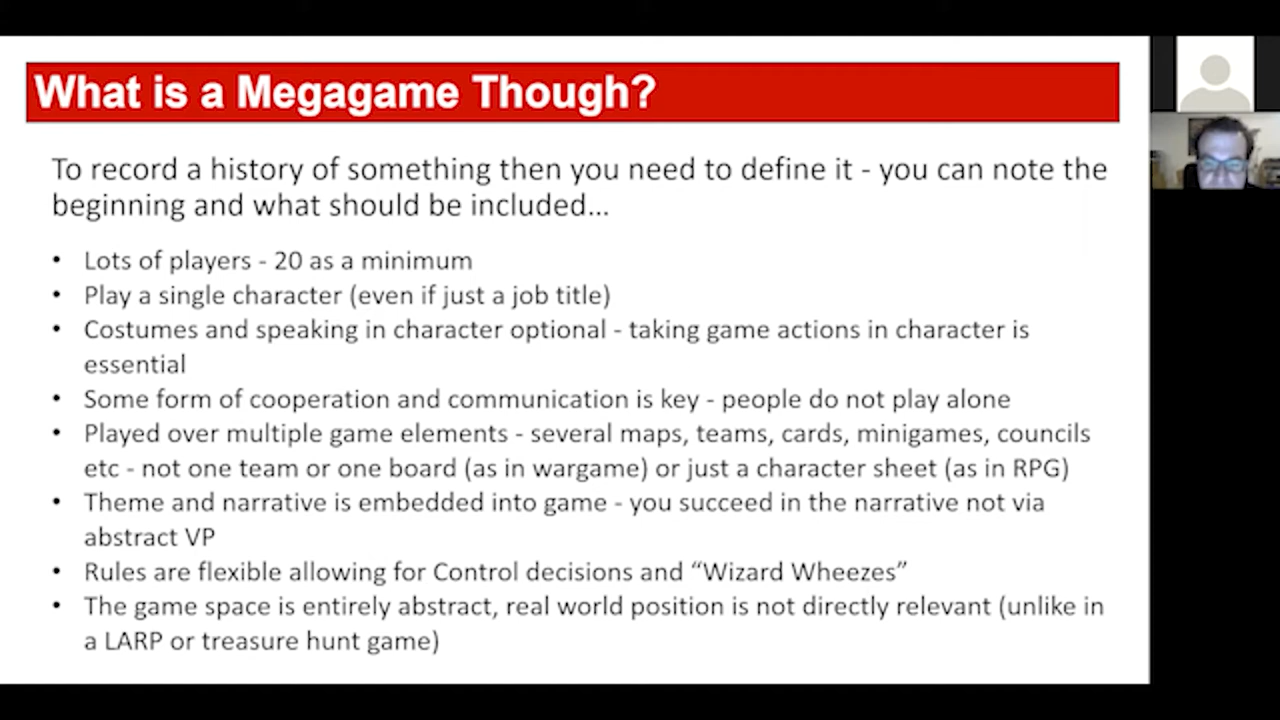 What is a Megagame Though?
To record a history of something then you need to define it - you can note the
beginning and what should be included...
• Lots of players - 20 as a minimum
• Play a single character (even if just a job title)
• Costumes and speaking in character optional - taking game actions in character is
essential
• Some form of cooperation and communication is key - people do not play alone
• Played over multiple game elements - several maps, teams, cards, minigames, councils
etc - not one team or one board (as in wargame) or just a character sheet (as in RPG)
• Theme and narrative is embedded into game - you succeed in the narrative not via
abstract VP
• Rules are flexible allowing for Control decisions and “Wizard Wheezes”
• The game space is entirely abstract, real world position is not directly relevant (unlike in
a LARP or treasure hunt game)